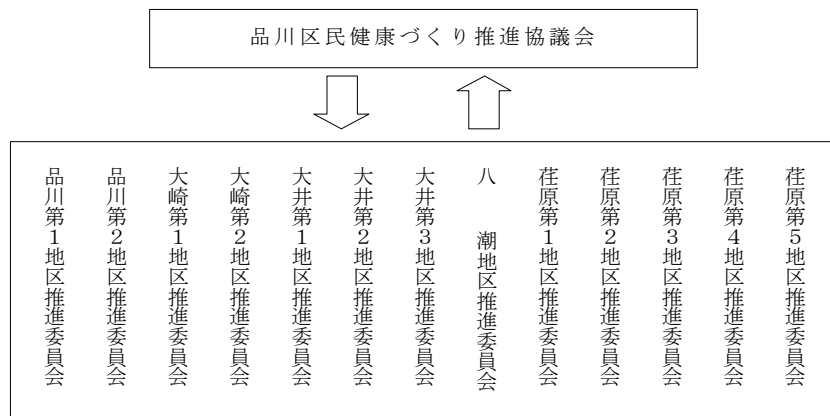 品川区民健康づくり推進協議会
品川第1地区推進委員会
品川第2地区推進委員会
大崎第1地区推進委員会
大崎第2地区推進委員会
大井第1地区推進委員会
大井第2地区推進委員会
大井第3地区推進委員会
八　潮地区推進委員会
荏原第1地区推進委員会
荏原第2地区推進委員会
荏原第3地区推進委員会
荏原第4地区推進委員会
荏原第5地区推進委員会